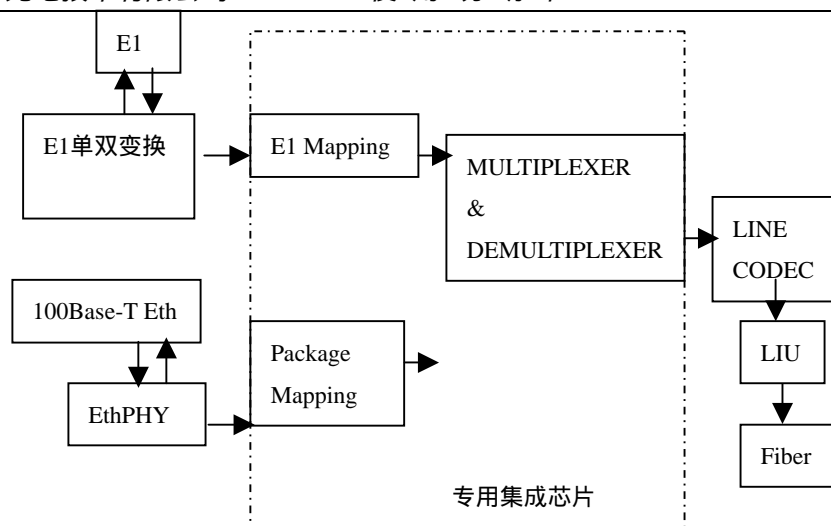 E1
E1单双变换
E1 Mapping
MULTIPLEXER
&
DEMULTIPLEXER
LINE
CODEC
100Base-T Eth
Package
Mapping
LIU
EthPHY
Fiber
专用集成芯片